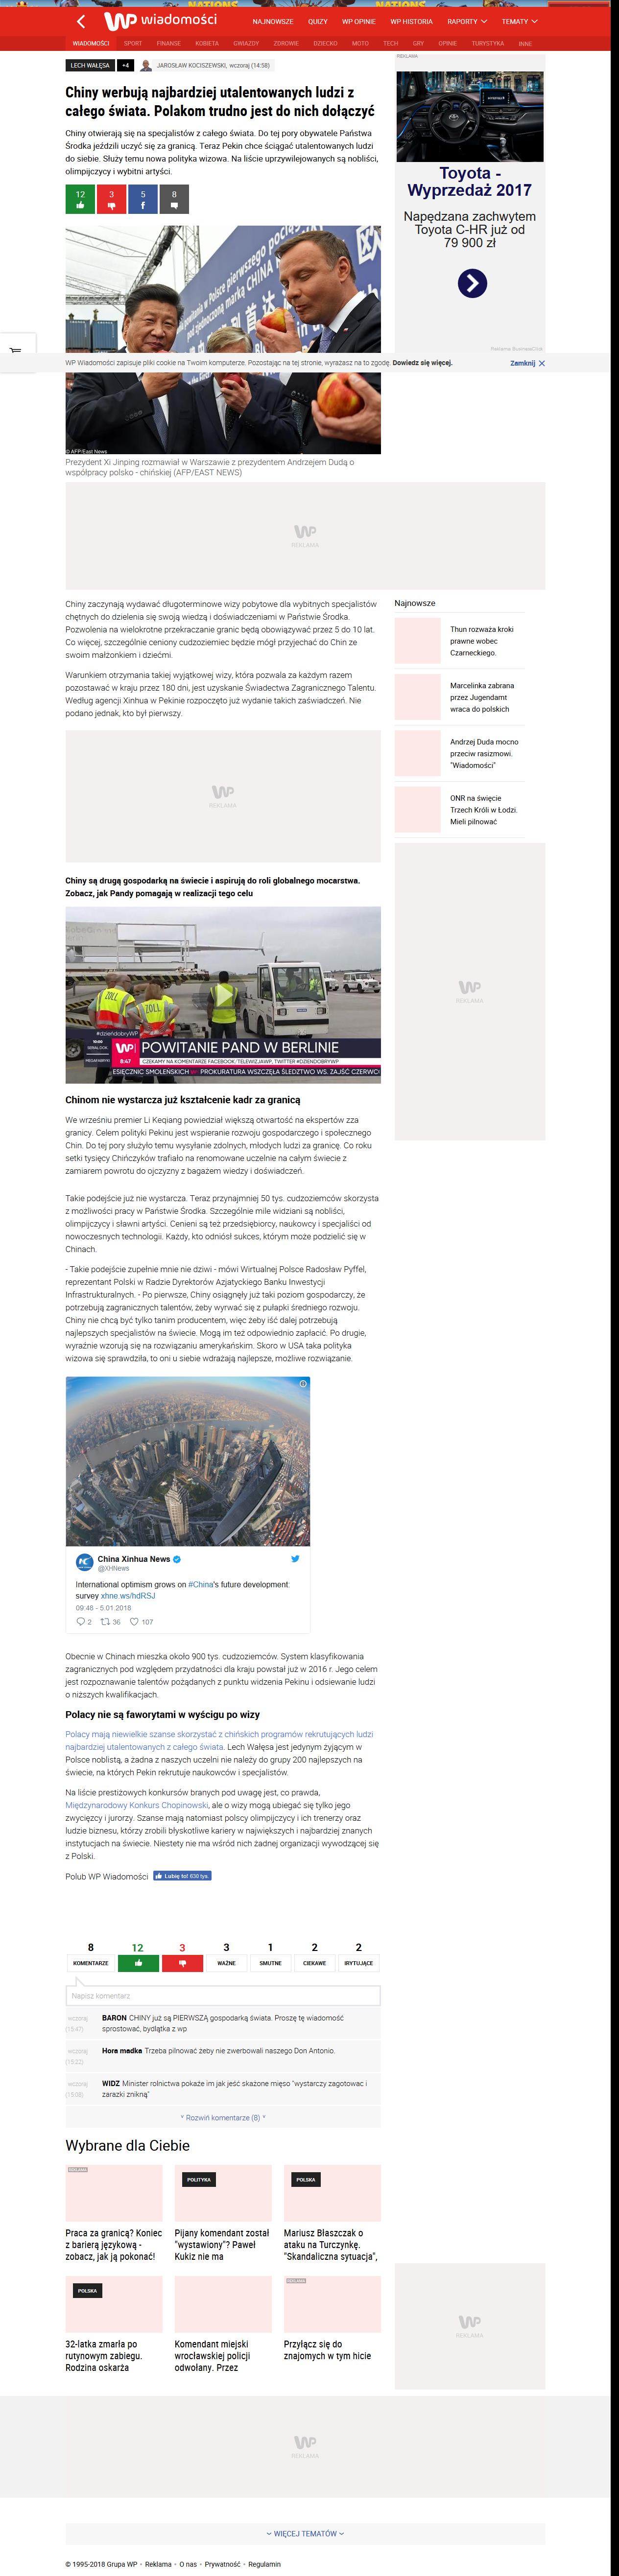 NATIONS
NATIONS
WP wiadomości
NAJNOWSZE QUIZY WP OPINIE WP HISTORIA RAPORTY TEMATY
WIADOMOŚCI SPORT FINANSE KOBIETA GWIAZDY ZDROWIE DZIECKO MOTO TECH GRY OPINIE TURYSTYKA INNE
LECH WAŁĘSA +4 JAROSŁAW KOCISZEWSKI, wczoraj (14:58)
Chiny werbują najbardziej utalentowanych ludzi z
całego świata. Polakom trudno jest do nich dołączyć
Chiny otwierają się na specjalistów z całego świata. Do tej pory obywatele Państwa
Środka jeździli uczyć się za granicą. Teraz Pekin chce ściągać utalentowanych ludzi
do siebie. Służy temu nowa polityka wizowa. Na liście uprzywilejowanych są nobliści,
olimpijczycy i wybitni artyści.
12 3 5 8
REKLAMA
Toyota -
Wyprzedaż 2017
Napędzana zachwytem
Toyota C-HR już od
79 900 zł
Reklama BusinessClick
WP Wiadomości zapisuje pliki cookie na Twoim komputerze. Pozostając na tej stronie, wyrażasz na to zgodę. Dowiedz się więcej. Zamknij
© AFP/East News
Prezydent Xi Jinping rozmawiał w Warszawie z prezydentem Andrzejem Dudą o
współpracy polsko - chińskiej (AFP/EAST NEWS)
WP
REKLAMA
Chiny zaczynają wydawać długoterminowe wizy pobytowe dla wybitnych specjalistów
chętnych do dzielenia się swoją wiedzą i doświadczeniami w Państwie Środka.
Pozwolenia na wielokrotne przekraczanie granic będą obowiązywać przez 5 do 10 lat.
Co więcej, szczególnie ceniony cudzoziemiec będzie mógł przyjechać do Chin ze
swoim małżonkiem i dziećmi.
Warunkiem otrzymania takiej wyjątkowej wizy, która pozwala za każdym razem
pozostawać w kraju przez 180 dni, jest uzyskanie Świadectwa Zagranicznego Talentu.
Według agencji Xinhua w Pekinie rozpoczęto już wydanie takich zaświadczeń. Nie
podano jednak, kto był pierwszy.
Najnowsze
Thun rozważa kroki
prawne wobec
Czarneckiego.
Marcelinka zabrana
przez Jugendamt
wraca do polskich
Andrzej Duda mocno
przeciw rasizmowi.
"Wiadomości"
ONR na święcie
Trzech Króli w Łodzi.
Mieli pilnować
WP
REKLAMA
WP
REKLAMA
Chiny są drugą gospodarką na świecie i aspirują do roli globalnego mocarstwa.
Zobacz, jak Pandy pomagają w realizacji tego celu
ZOLL
ZOLL
#dzieńdobryWP
8:47
WP
POWITANIE PAND W BERLINIE
CZEKAMY NA KOMENTARZE FACEBOOK/TELEWIZJAWP, TWITTER #DZIENDOBRYWP
ESIĘCZNIC SMOLEŃSKICH PROKURATURA WSZCZĘŁA ŚLEDZTWO WS. ZAJŚĆ CZERWC
Chinom nie wystarcza już kształcenie kadr za granicą
We wrześniu premier Li Keqiang powiedział większą otwartość na ekspertów zza
granicy. Celem polityki Pekinu jest wspieranie rozwoju gospodarczego i społecznego
Chin. Do tej pory służyło temu wysyłanie zdolnych, młodych ludzi za granicę. Co roku
setki tysięcy Chińczyków trafiało na renomowane uczelnie na całym świecie z
zamiarem powrotu do ojczyzny z bagażem wiedzy i doświadczeń.
Takie podejście już nie wystarcza. Teraz przynajmniej 50 tys. cudzoziemców skorzysta
z możliwości pracy w Państwie Środka. Szczególnie mile widziani są nobliści,
olimpijczycy i sławni artyści. Cenieni są też przedsiębiorcy, naukowcy i specjaliści od
nowoczesnych technologii. Każdy, kto odniósł sukces, którym może podzielić się w
Chinach.
- Takie podejście zupełnie mnie nie dziwi - mówi Wirtualnej Polsce Radosław Pyffel,
reprezentant Polski w Radzie Dyrektorów Azjatyckiego Banku Inwestycji
Infrastrukturalnych. - Po pierwsze, Chiny osiągnęły już taki poziom gospodarczy, że
potrzebują zagranicznych talentów, żeby wyrwać się z pułapki średniego rozwoju.
Chiny nie chcą być tylko tanim producentem, więc żeby iść dalej potrzebują
najlepszych specjalistów na świecie. Mogą im też odpowiednio zapłacić. Po drugie,
wyraźnie wzorują się na rozwiązaniu amerykańskim. Skoro w USA taka polityka
wizowa się sprawdziła, to oni u siebie wdrażają najlepsze, możliwe rozwiązanie.
China Xinhua News
@XHNews
International optimism grows on #China's future development:
survey xhne.ws/hdRSJ
09:48 - 5.01.2018
2 36 107
Obecnie w Chinach mieszka około 900 tys. cudzoziemców. System klasyfikowania
zagranicznych pod względem przydatności dla kraju powstał już w 2016 r. Jego celem
jest rozpoznawanie talentów pożądanych z punktu widzenia Pekinu i odsiewanie ludzi
o niższych kwalifikacjach.
Polacy nie są faworytami w wyścigu po wizy
Polacy mają niewielkie szanse skorzystać z chińskich programów rekrutujących ludzi
najbardziej utalentowanych z całego świata. Lech Wałęsa jest jedynym żyjącym w
Polsce noblistą, a żadna z naszych uczelni nie należy do grupy 200 najlepszych na
świecie, na których Pekin rekrutuje naukowców i specjalistów.
Na liście prestiżowych konkursów branych pod uwagę jest, co prawda,
Międzynarodowy Konkurs Chopinowski, ale o wizy mogą ubiegać się tylko jego
zwycięzcy i jurorzy. Szanse mają natomiast polscy olimpijczycy i ich trenerzy oraz
ludzie biznesu, którzy zrobili błyskotliwe kariery w największych i najbardziej znanych
instytucjach na świecie. Niestety nie ma wśród nich żadnej organizacji wywodzącej się
z Polski.
Polub WP Wiadomości Lubię to! 630 tys.
8 12 3 3 1 2 2
KOMENTARZE WAŻNE SMUTNE CIEKAWE IRYTUJĄCE
Napisz komentarz
wczoraj (15:47) BARON CHINY już są PIERWSZĄ gospodarką świata. Proszę tę wiadomość
sprostować, bydlątka z wp
wczoraj (15:22) Hora madka Trzeba pilnować żeby nie zwerbowali naszego Don Antonio.
wczoraj (15:08) WIDZ Minister rolnictwa pokaże im jak jeść skażone mięso "wystarczy zagotować i
zarazki znikną"
Rozwiń komentarze (8)
Wybrane dla Ciebie
REKLAMA
POLITYKA
POLSKA
Praca za granicą? Koniec
z barierą językową -
zobacz, jak ją pokonać!
Pijany komendant został
"wystawiony"? Paweł
Kukiz nie ma
Mariusz Błaszczak o
ataku na Turczynkę.
"Skandaliczna sytuacja",
POLSKA
REKLAMA
32-latka zmarła po
rutynowym zabiegu.
Rodzina oskarża
Komendant miejski
wrocławskiej policji
odwołany. Przez
Przyłącz się do
znajomych w tym hicie
WP
REKLAMA
WP
REKLAMA
WIĘCEJ TEMATÓW
© 1995-2018 Grupa WP • Reklama • O nas • Prywatność • Regulamin